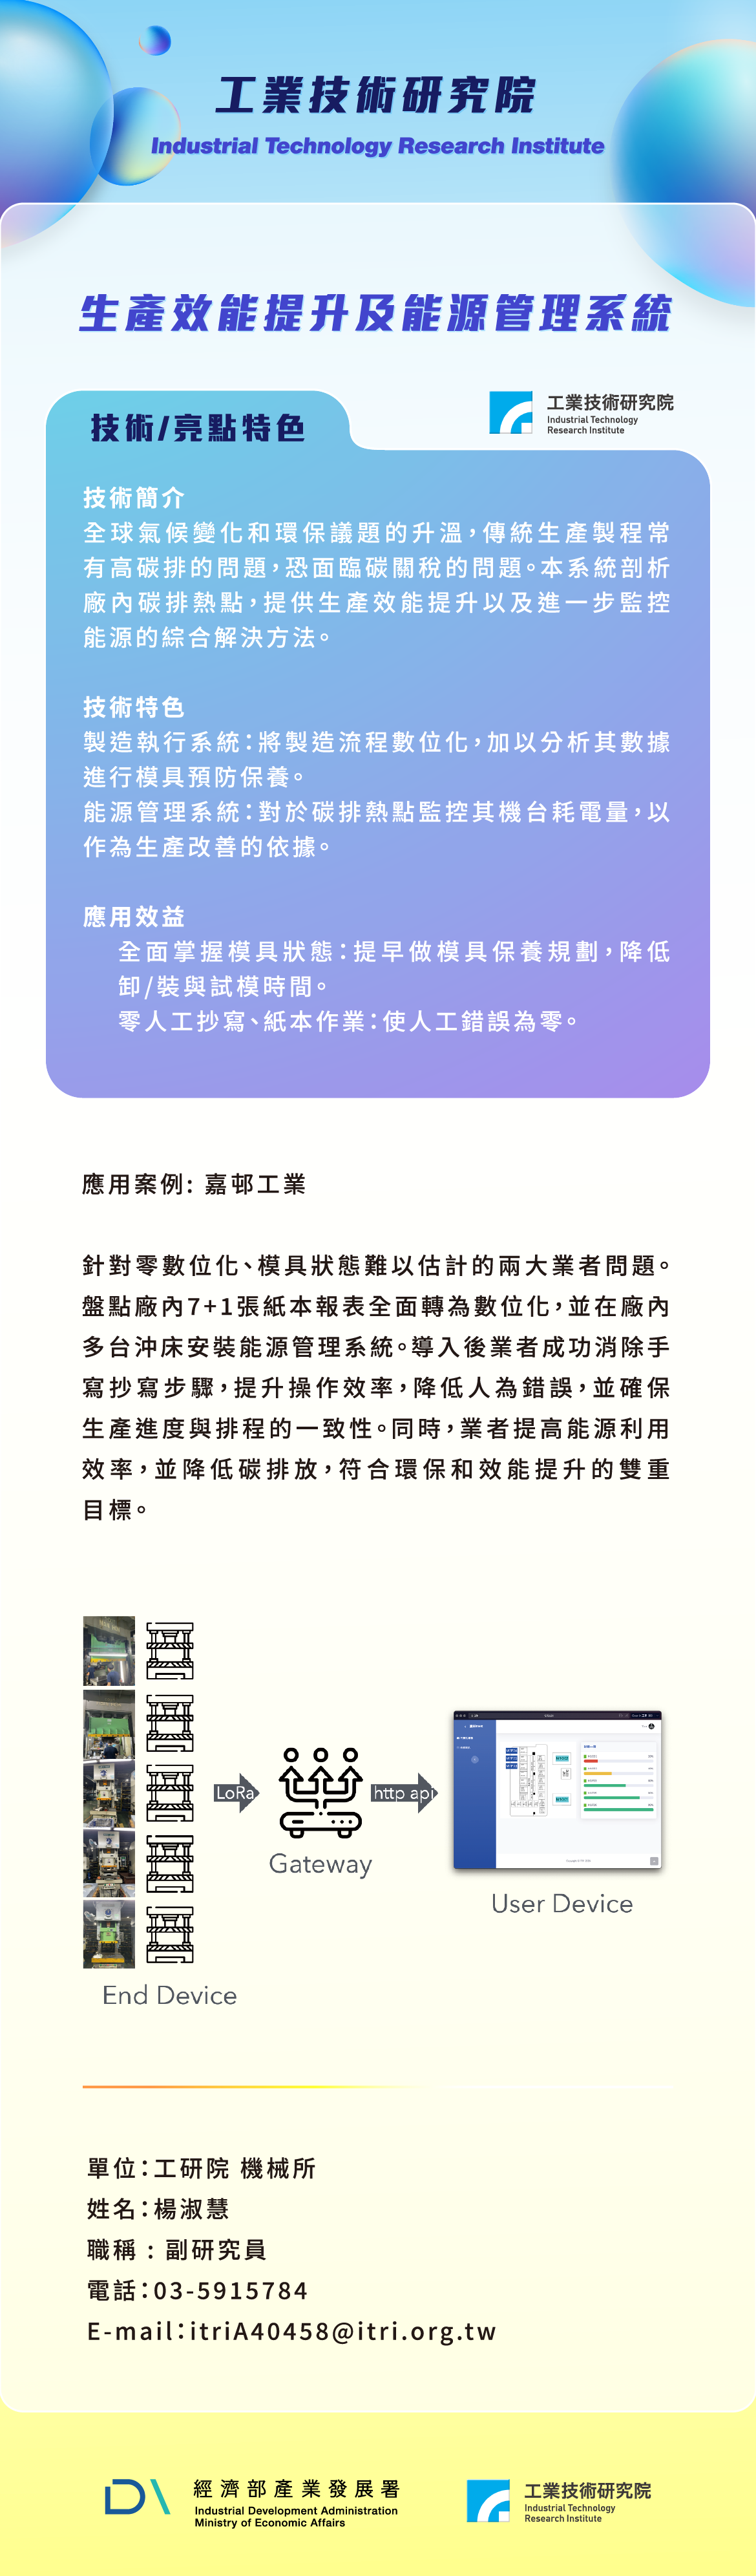 工業技術研究院
Industrial Technology Research Institute
生產效能提升及能源管理系統
技術/亮點特色
工業技術研究院
Industrial Technology
Research Institute
技術簡介
全球氣候變化和環保議題的升溫，傳統生產製程常
有高碳排的問題，恐面臨碳關稅的問題。本系統剖析
廠內碳排熱點，提供生產效能提升以及進一步監控
能源的綜合解決方法。
技術特色
製造執行系統：將製造流程數位化，加以分析其數據
進行模具預防保養。
能源管理系統：對於碳排熱點監控其機台耗電量，以
作為生產改善的依據。
應用效益
全面掌握模具狀態：提早做模具保養規劃，降低
卸/裝與試模時間。
零人工抄寫、紙本作業：使人工錯誤為零。
應用案例: 嘉邨工業
針對零數位化、模具狀態難以估計的兩大業者問題。
盤點廠內7+1張紙本報表全面轉為數位化，並在廠內
多台沖床安裝能源管理系統。導入後業者成功消除手
寫抄寫步驟，提升操作效率，降低人為錯誤，並確保
生產進度與排程的一致性。同時，業者提高能源利用
效率，並降低碳排放，符合環保和效能提升的雙重
目標。
LoRa
http api
Gateway
User Device
End Device
單位：工研院 機械所
姓名：楊淑慧
職稱：副研究員
電話：03-5915784
E-mail：itriA40458@itri.org.tw
經濟部產業發展署
Industrial Development Administration
Ministry of Economic Affairs
工業技術研究院
Industrial Technology
Research Institute